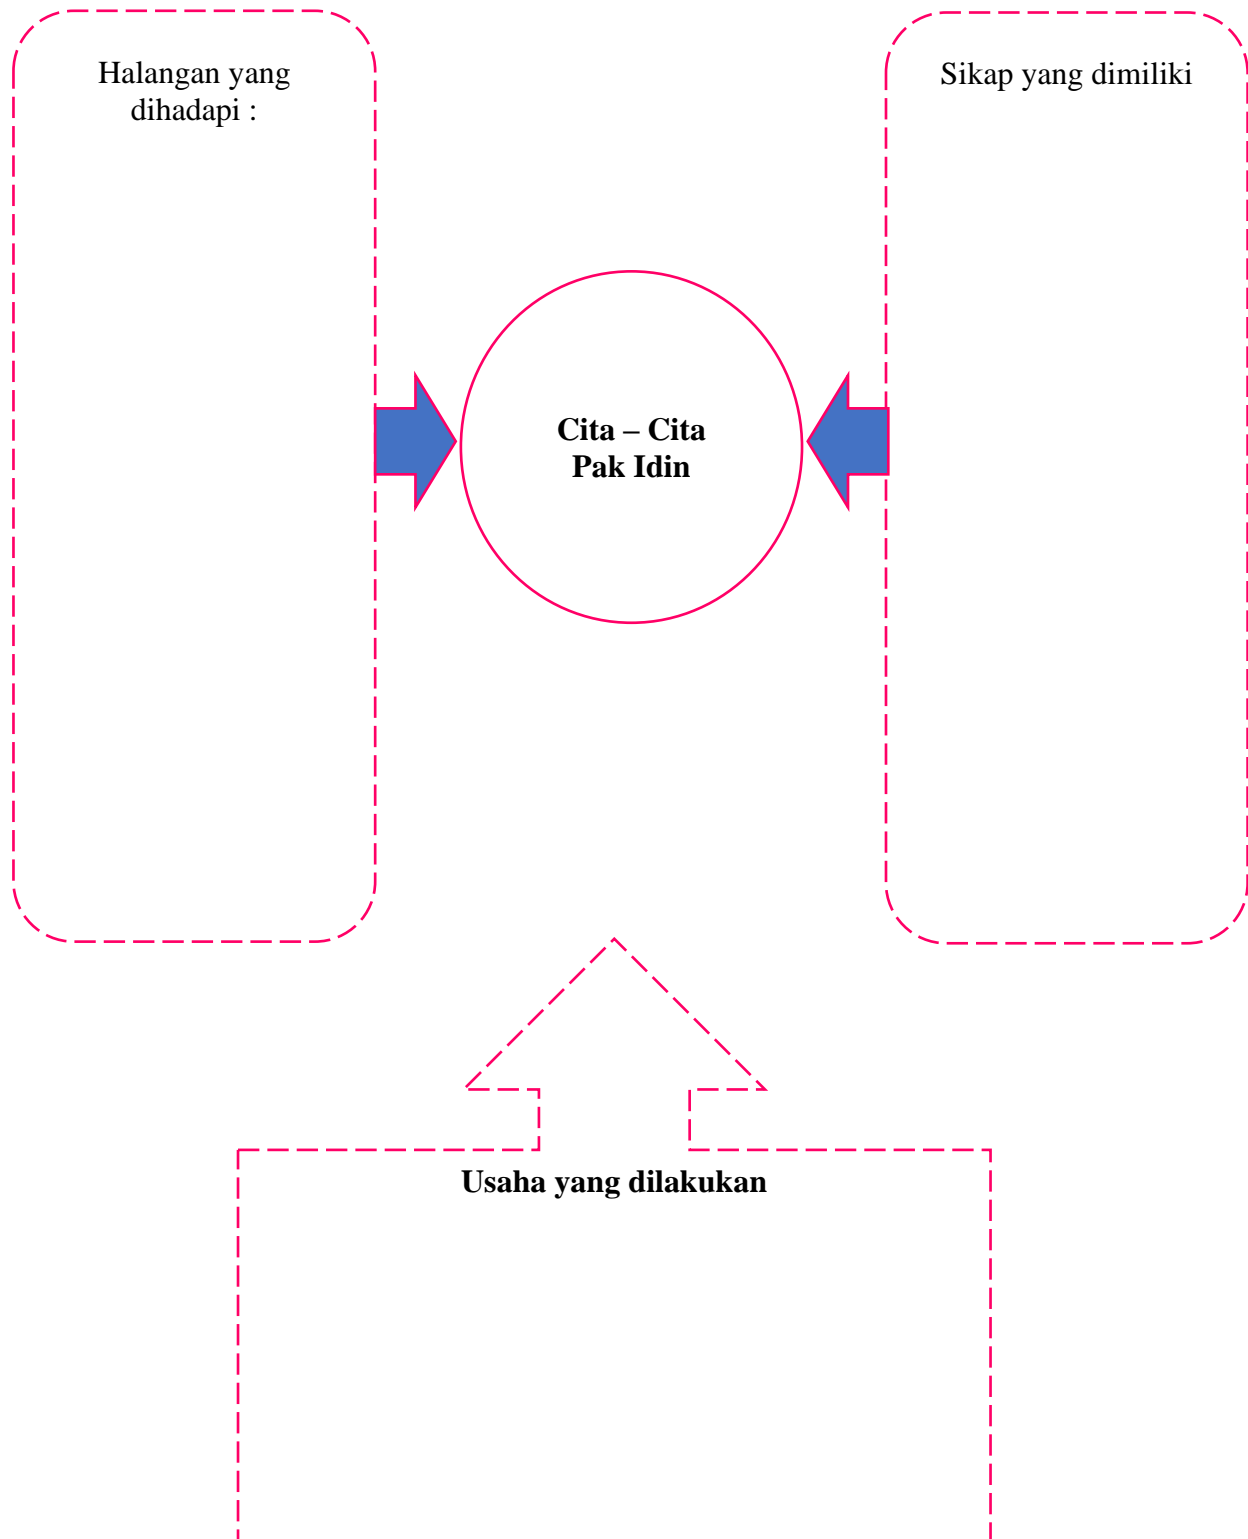 Halangan yang
dihadapi :
Sikap yang dimiliki
Cita – Cita
Pak Idin
Usaha yang dilakukan